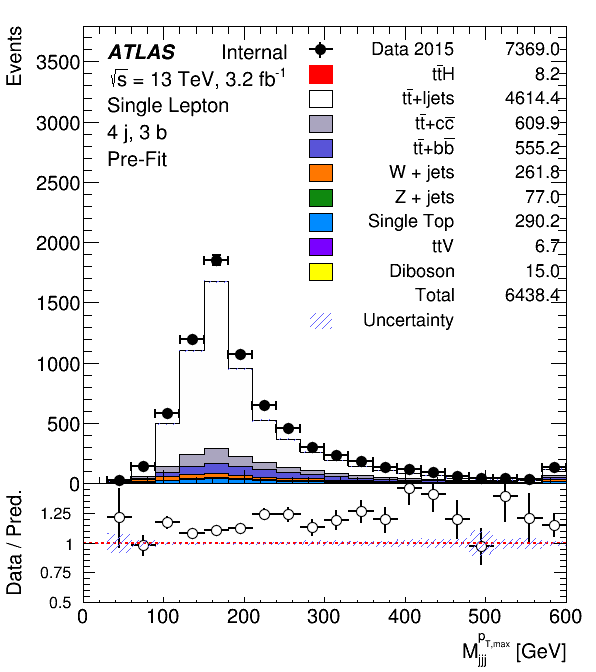 Events
ATLAS Internal
√s = 13 TeV, 3.2 fb⁻¹
Single Lepton
4 j, 3 b
Pre-Fit
Data 2015 7369.0
tt̄H 8.2
tt̄+ljets 4614.4
tt̄+cc̄ 609.9
tt̄+bb̄ 555.2
W + jets 261.8
Z + jets 77.0
Single Top 290.2
ttV 6.7
Diboson 15.0
Total 6438.4
Uncertainty
3500
3000
2500
2000
1500
1000
500
0
Data / Pred.
1.25
1
0.75
0.5
0 100 200 300 400 500 600
M_jjj^{p_T,max} [GeV]